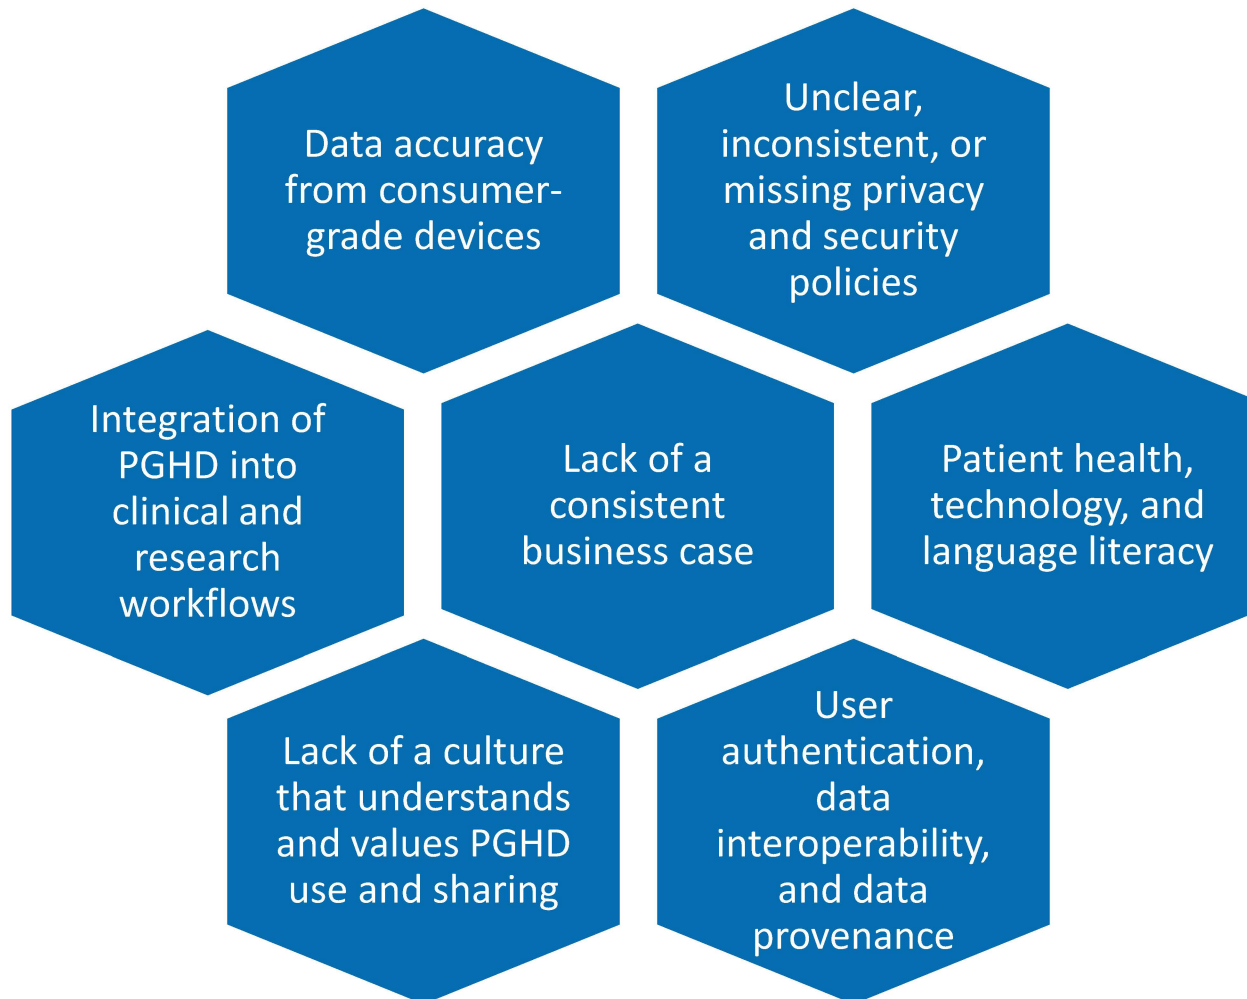 Data accuracy
from consumer-
grade devices
Unclear,
inconsistent, or
missing privacy
and security
policies
Integration of
PGHD into
clinical and
research
workflows
Lack of a
consistent
business case
Patient health,
technology, and
language literacy
Lack of a culture
that understands
and values PGHD
use and sharing
User
authentication,
data
interoperability,
and data
provenance